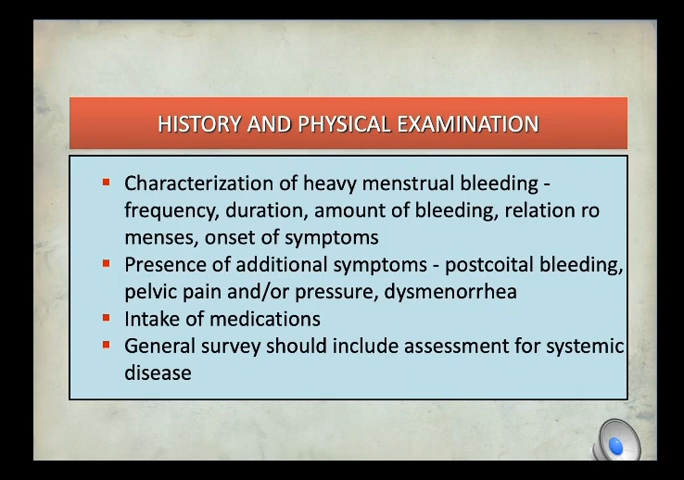 HISTORY AND PHYSICAL EXAMINATION
Characterization of heavy menstrual bleeding -
frequency, duration, amount of bleeding, relation ro
menses, onset of symptoms
Presence of additional symptoms - postcoital bleeding,
pelvic pain and/or pressure, dysmenorrhea
Intake of medications
General survey should include assessment for systemic
disease